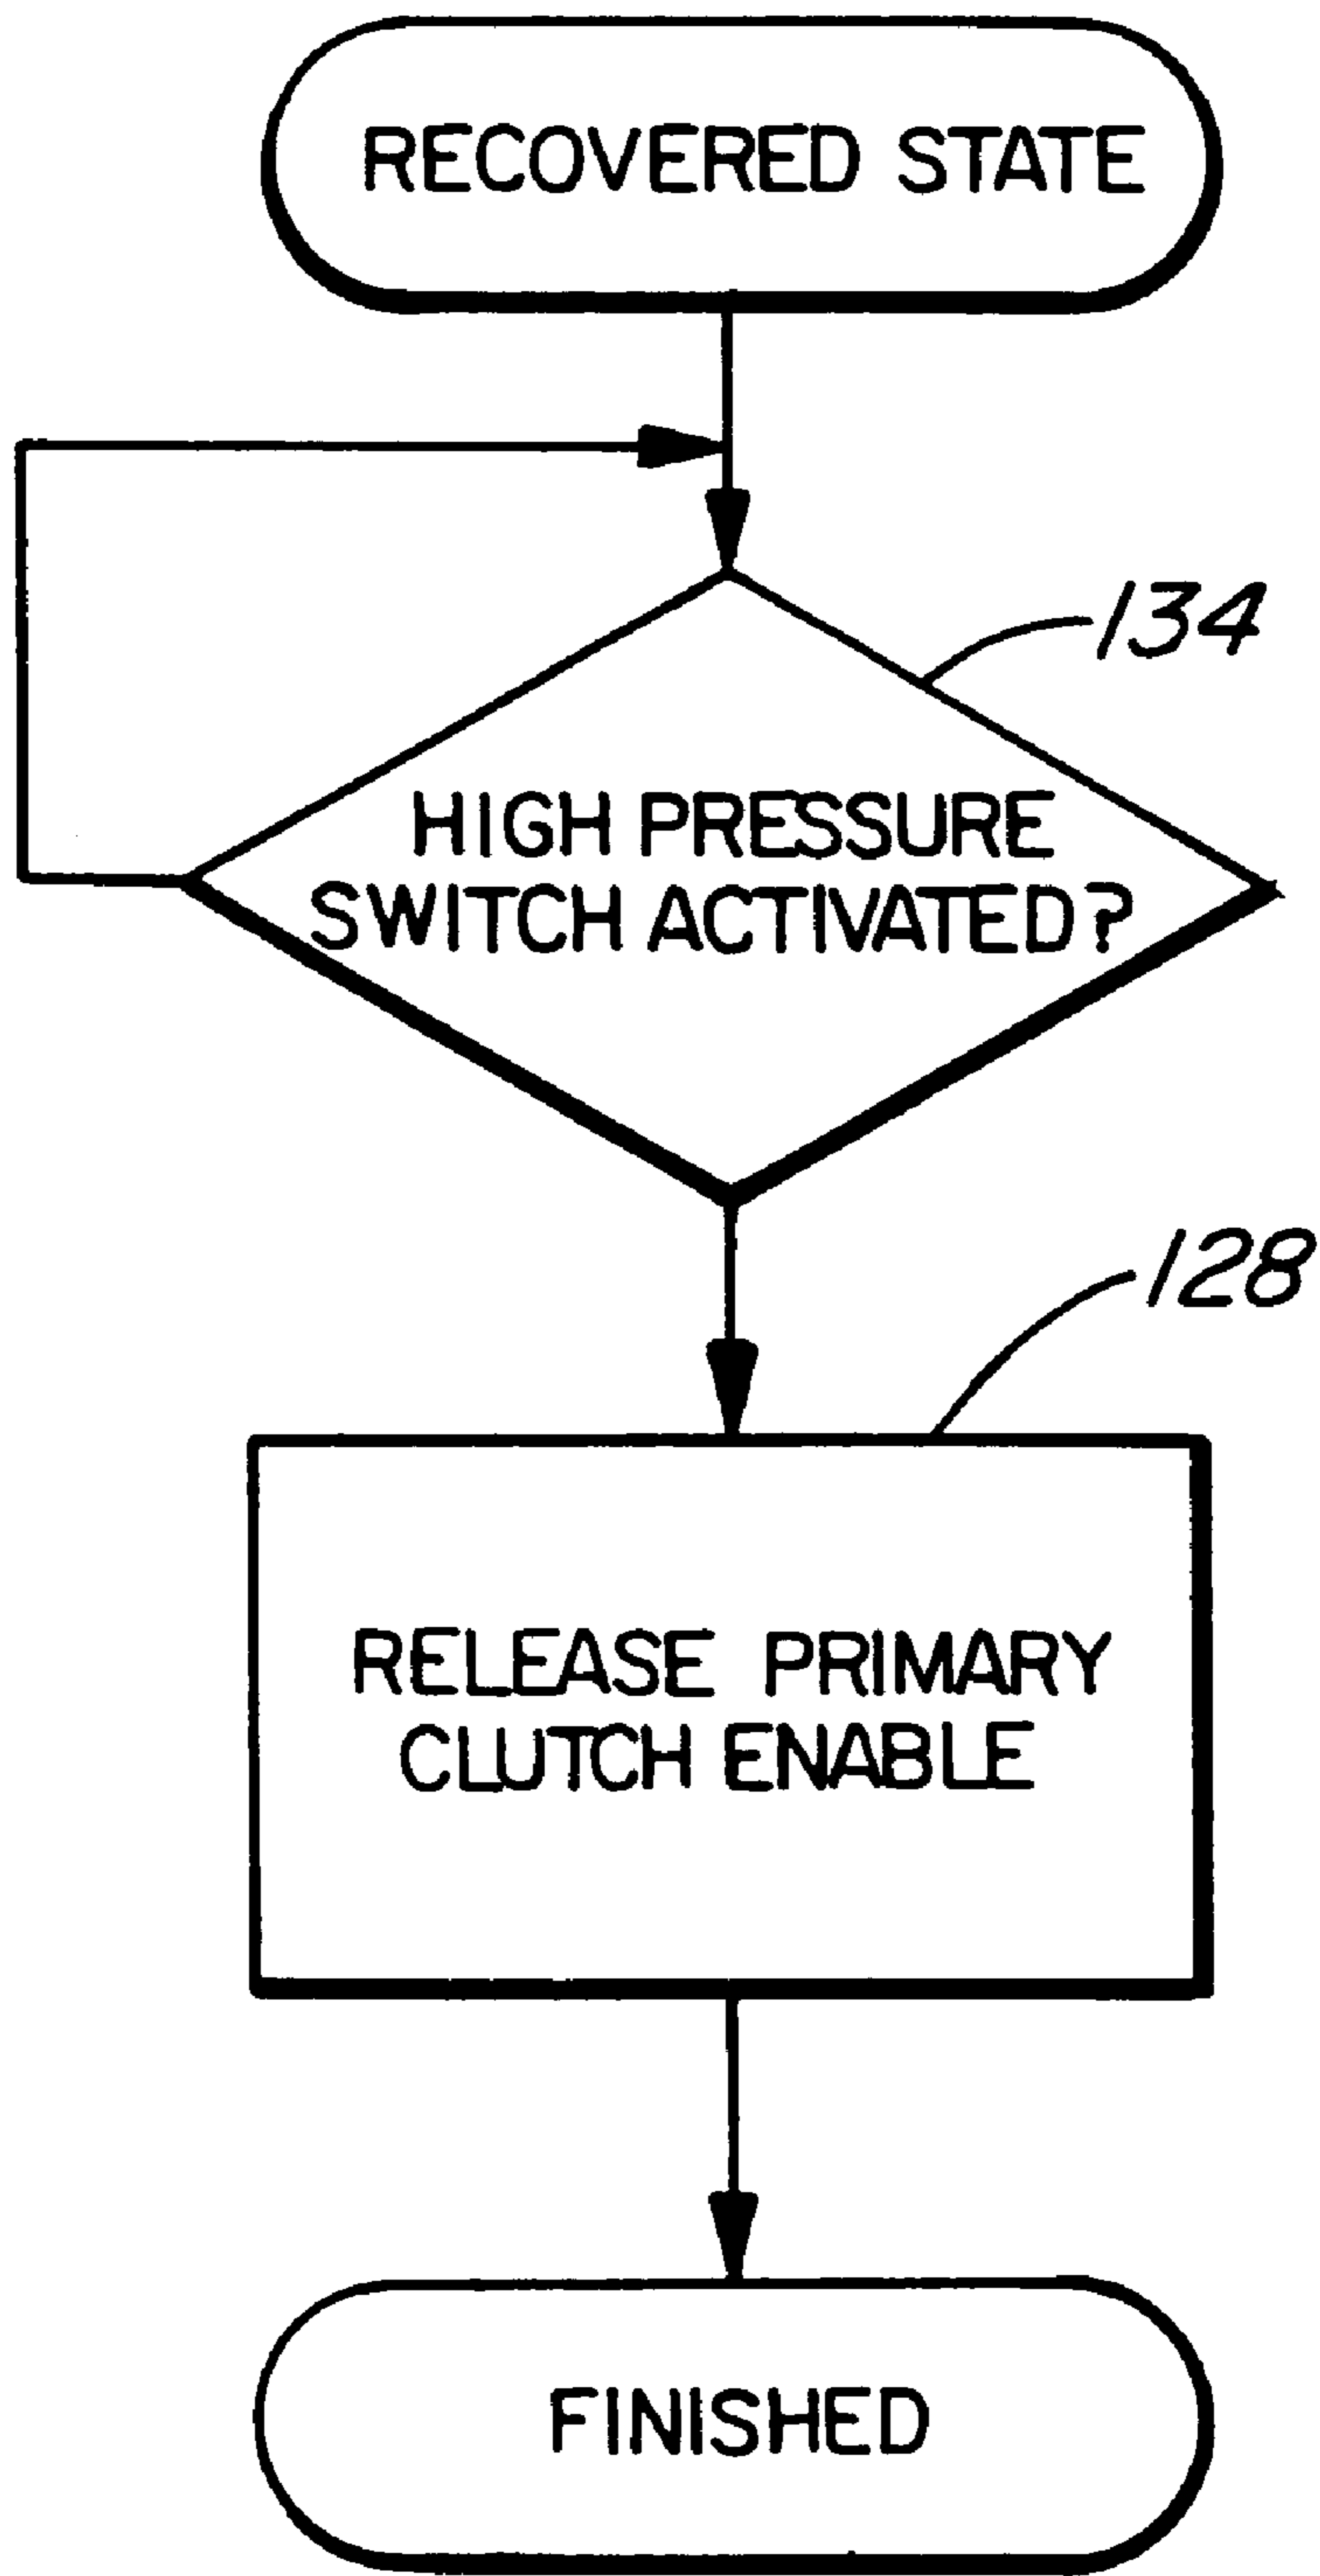 RECOVERED STATE
134
HIGH PRESSURE
SWITCH ACTIVATED?
128
RELEASE PRIMARY
CLUTCH ENABLE
FINISHED